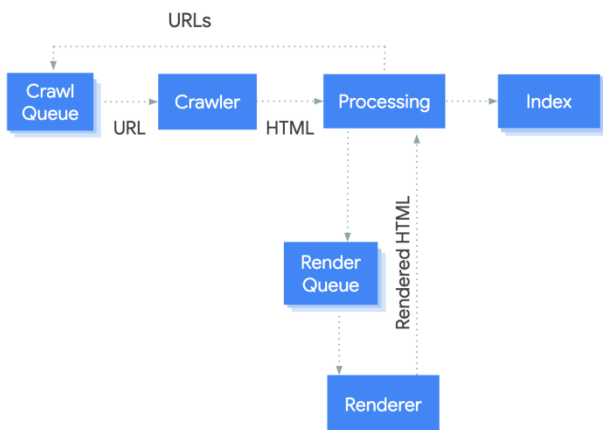 URLs
Crawl
Queue
URL
Crawler
HTML
Processing
Index
Render
Queue
Rendered HTML
Renderer